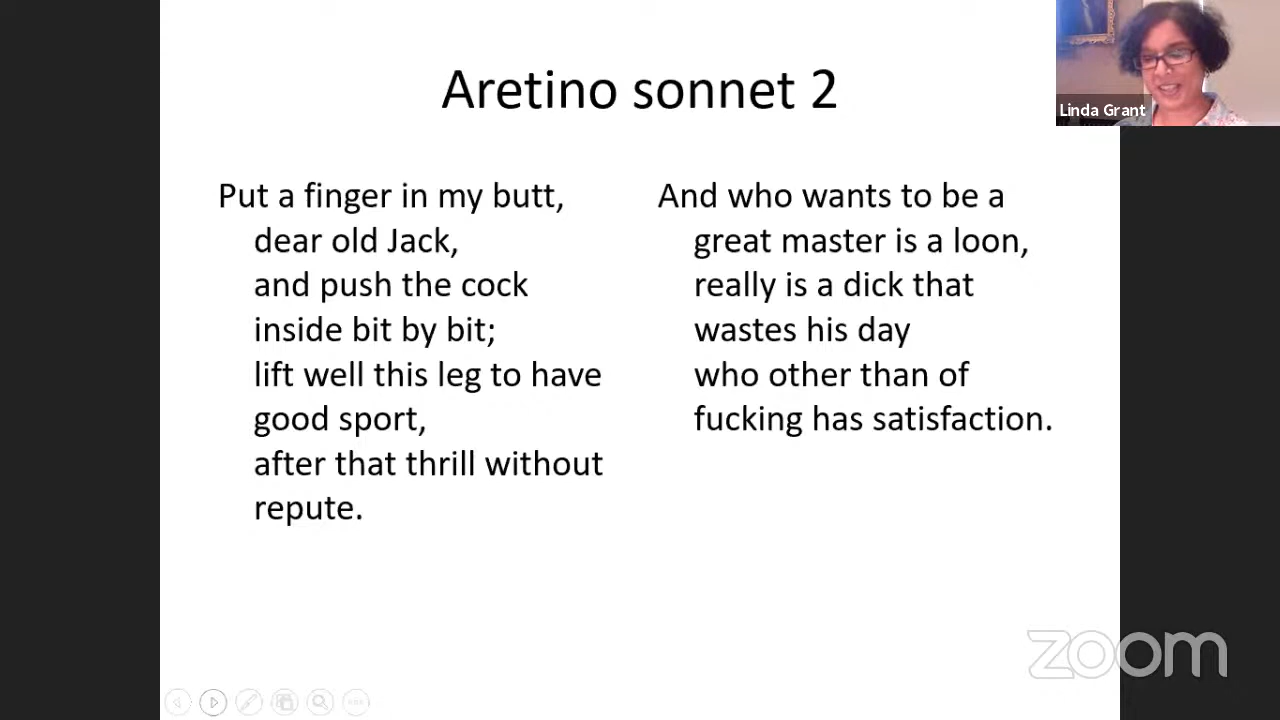 Aretino sonnet 2
Put a finger in my butt,
dear old Jack,
and push the cock
inside bit by bit;
lift well this leg to have
good sport,
after that thrill without
repute.
And who wants to be a
great master is a loon,
really is a dick that
wastes his day
who other than of
fucking has satisfaction.
Linda Grant
zoom